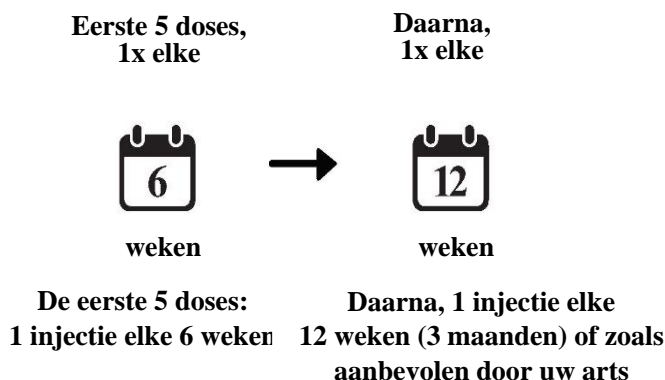 Eerste 5 doses,
1x elke
6
weken
De eerste 5 doses:
1 injectie elke 6 weken
Daarna,
1x elke
12
weken
Daarna, 1 injectie elke
12 weken (3 maanden) of zoals
aanbevolen door uw arts